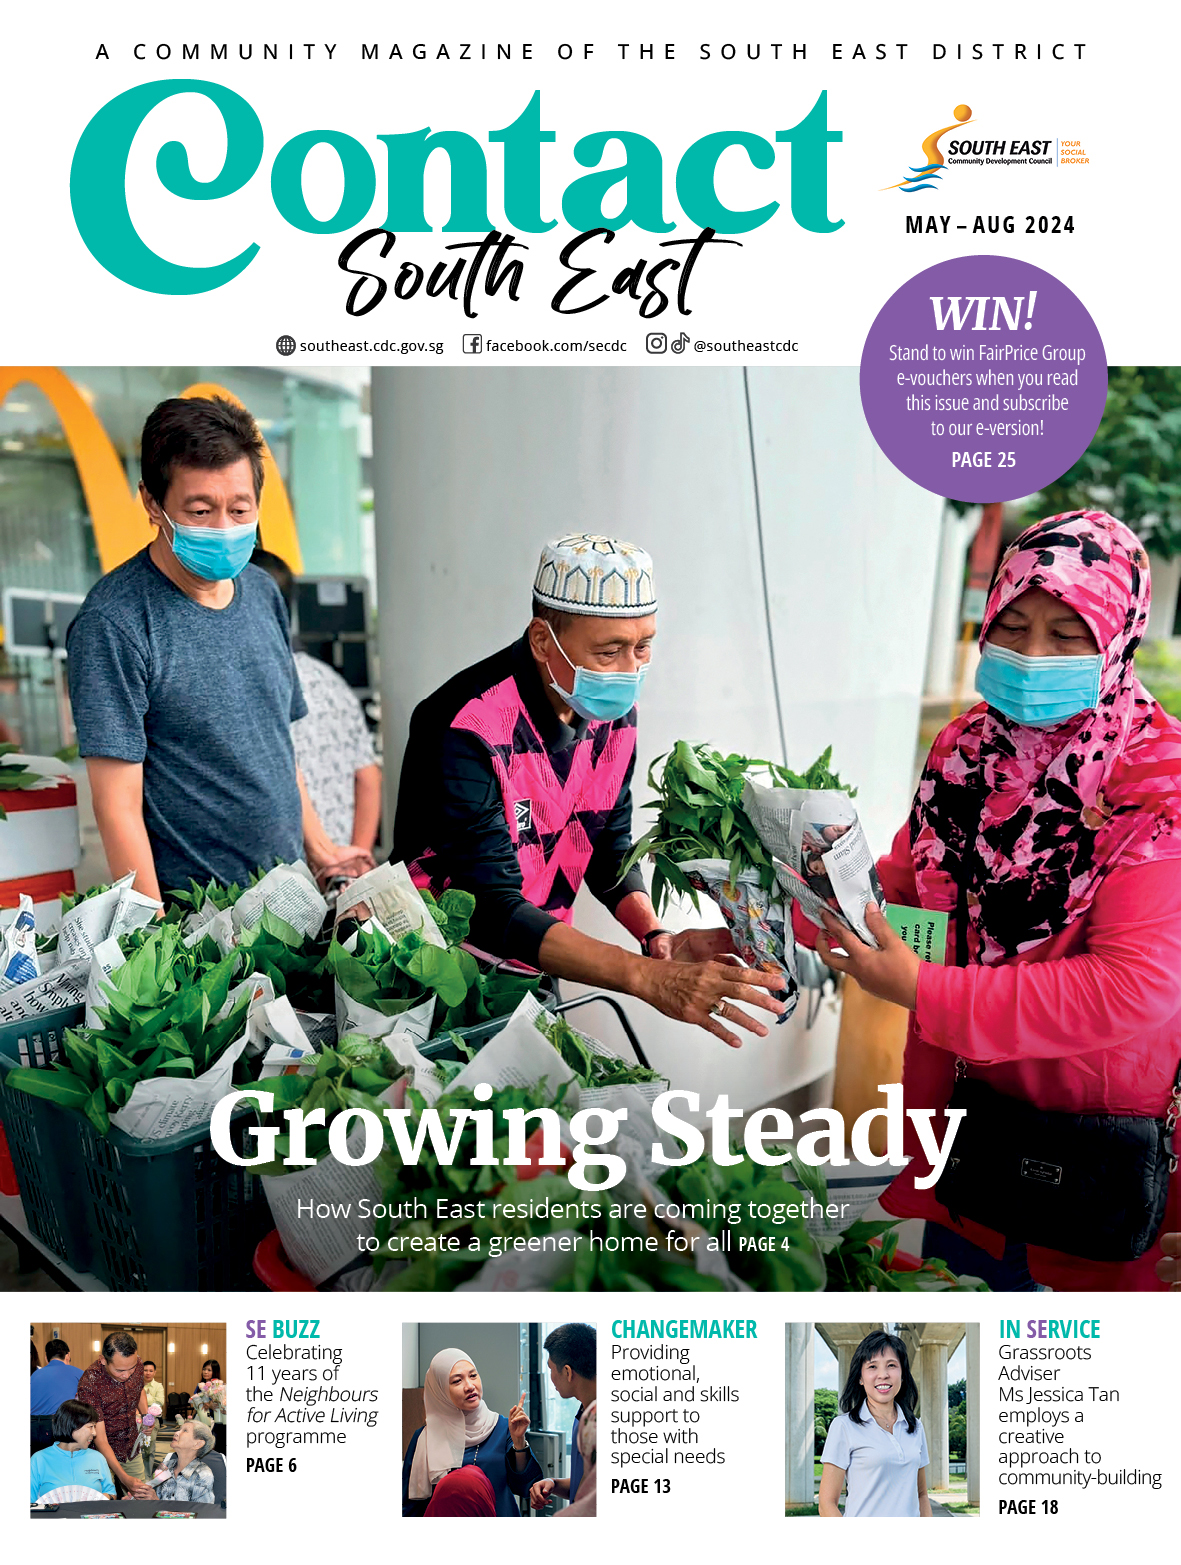 A COMMUNITY MAGAZINE OF THE SOUTH EAST DISTRICT
Contact
South East
SOUTH EAST
Community Development Council
YOUR
SOCIAL
BROKER
MAY – AUG 2024
southeast.cdc.gov.sg facebook.com/secdc @southeastcdc
WIN!
Stand to win FairPrice Group
e-vouchers when you read
this issue and subscribe
to our e-version!
PAGE 25
Please
card
you
Growing Steady
How South East residents are coming together
to create a greener home for all PAGE 4
SE BUZZ
Celebrating
11 years of
the Neighbours
for Active Living
programme
PAGE 6
CHANGEMAKER
Providing
emotional,
social and skills
support to
those with
special needs
PAGE 13
IN SERVICE
Grassroots
Adviser
Ms Jessica Tan
employs a
creative
approach to
community-building
PAGE 18